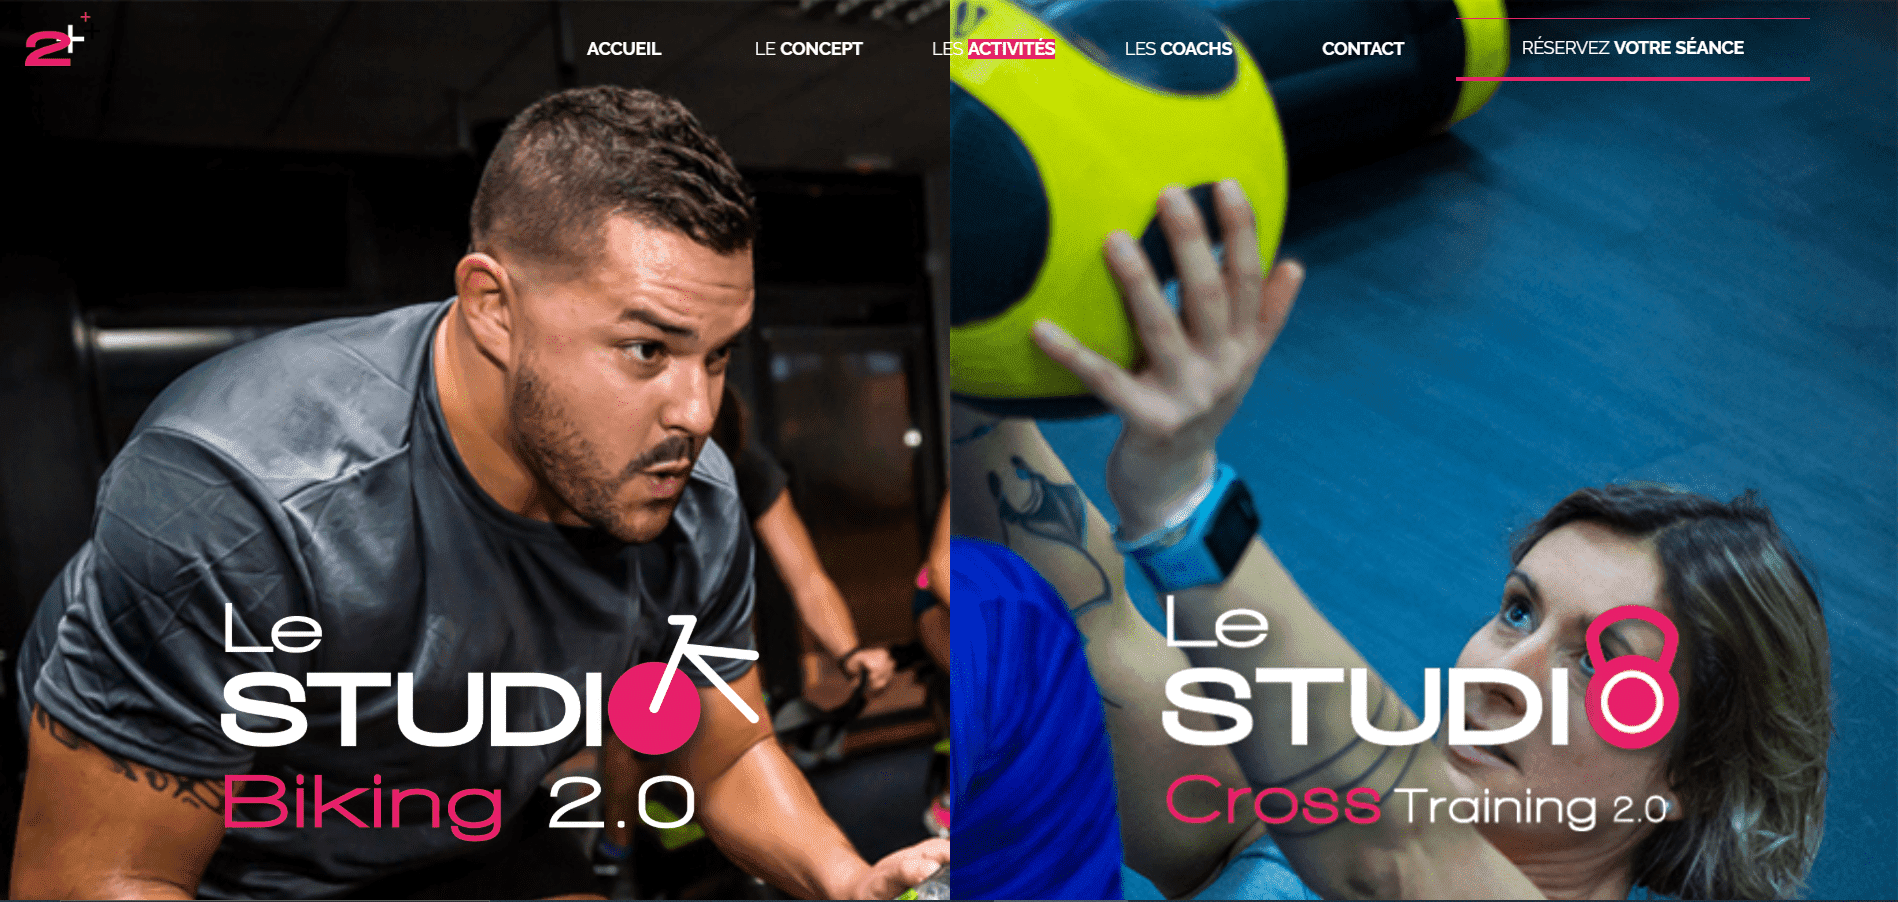 2+
ACCUEIL
LE CONCEPT
LES ACTIVITÉS
LES COACHS
CONTACT
RÉSERVEZ VOTRE SÉANCE
Le
STUDIO
Biking 2.0
Le
STUDIO
Cross Training 2.0